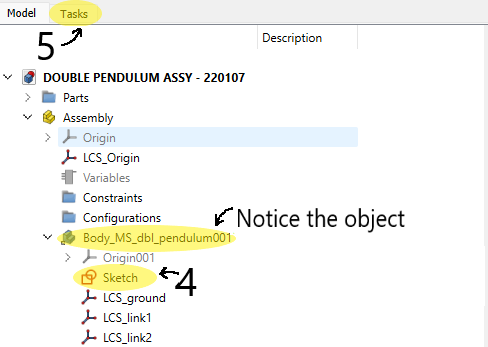 Model Tasks
5
Description
DOUBLE PENDULUM ASSY - 220107
Parts
Assembly
Origin
LCS_Origin
Variables
Constraints
Configurations
Notice the object
Body_MS_dbl_pendulum001
Origin001
Sketch 4
LCS_ground
LCS_link1
LCS_link2